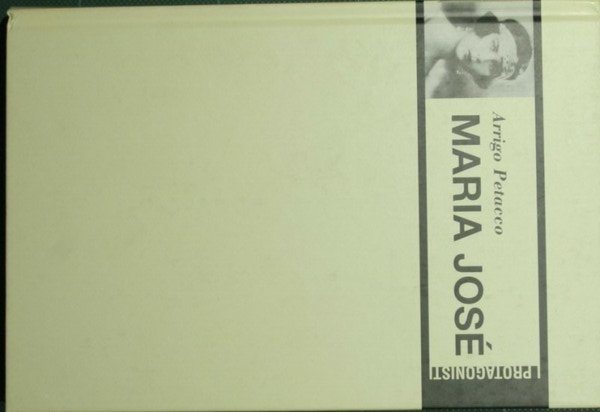 Arrigo Petacco
MARIA JOSÉ
I PROTAGONISTI